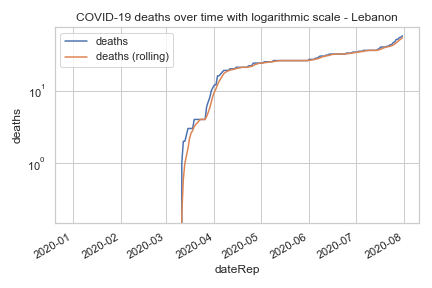 COVID-19 deaths over time with logarithmic scale - Lebanon
deaths
deaths (rolling)
10¹
10⁰
deaths
2020-01
2020-02
2020-03
2020-04
2020-05
2020-06
2020-07
2020-08
dateRep